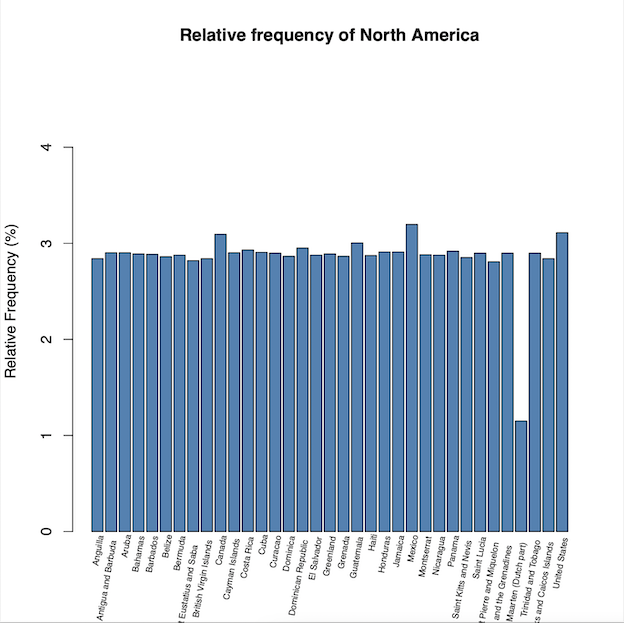 Relative frequency of North America
Relative Frequency (%)
4
3
2
1
0
Anguilla
Antigua and Barbuda
Aruba
Bahamas
Barbados
Belize
Bermuda
Eustatius and Saba
British Virgin Islands
Canada
Cayman Islands
Costa Rica
Cuba
Curacao
Dominica
Dominican Republic
El Salvador
Greenland
Grenada
Guatemala
Haiti
Honduras
Jamaica
Mexico
Montserrat
Nicaragua
Panama
Saint Kitts and Nevis
Saint Lucia
Pierre and Miquelon
and the Grenadines
Maarten (Dutch part)
Trinidad and Tobago
and Caicos Islands
United States